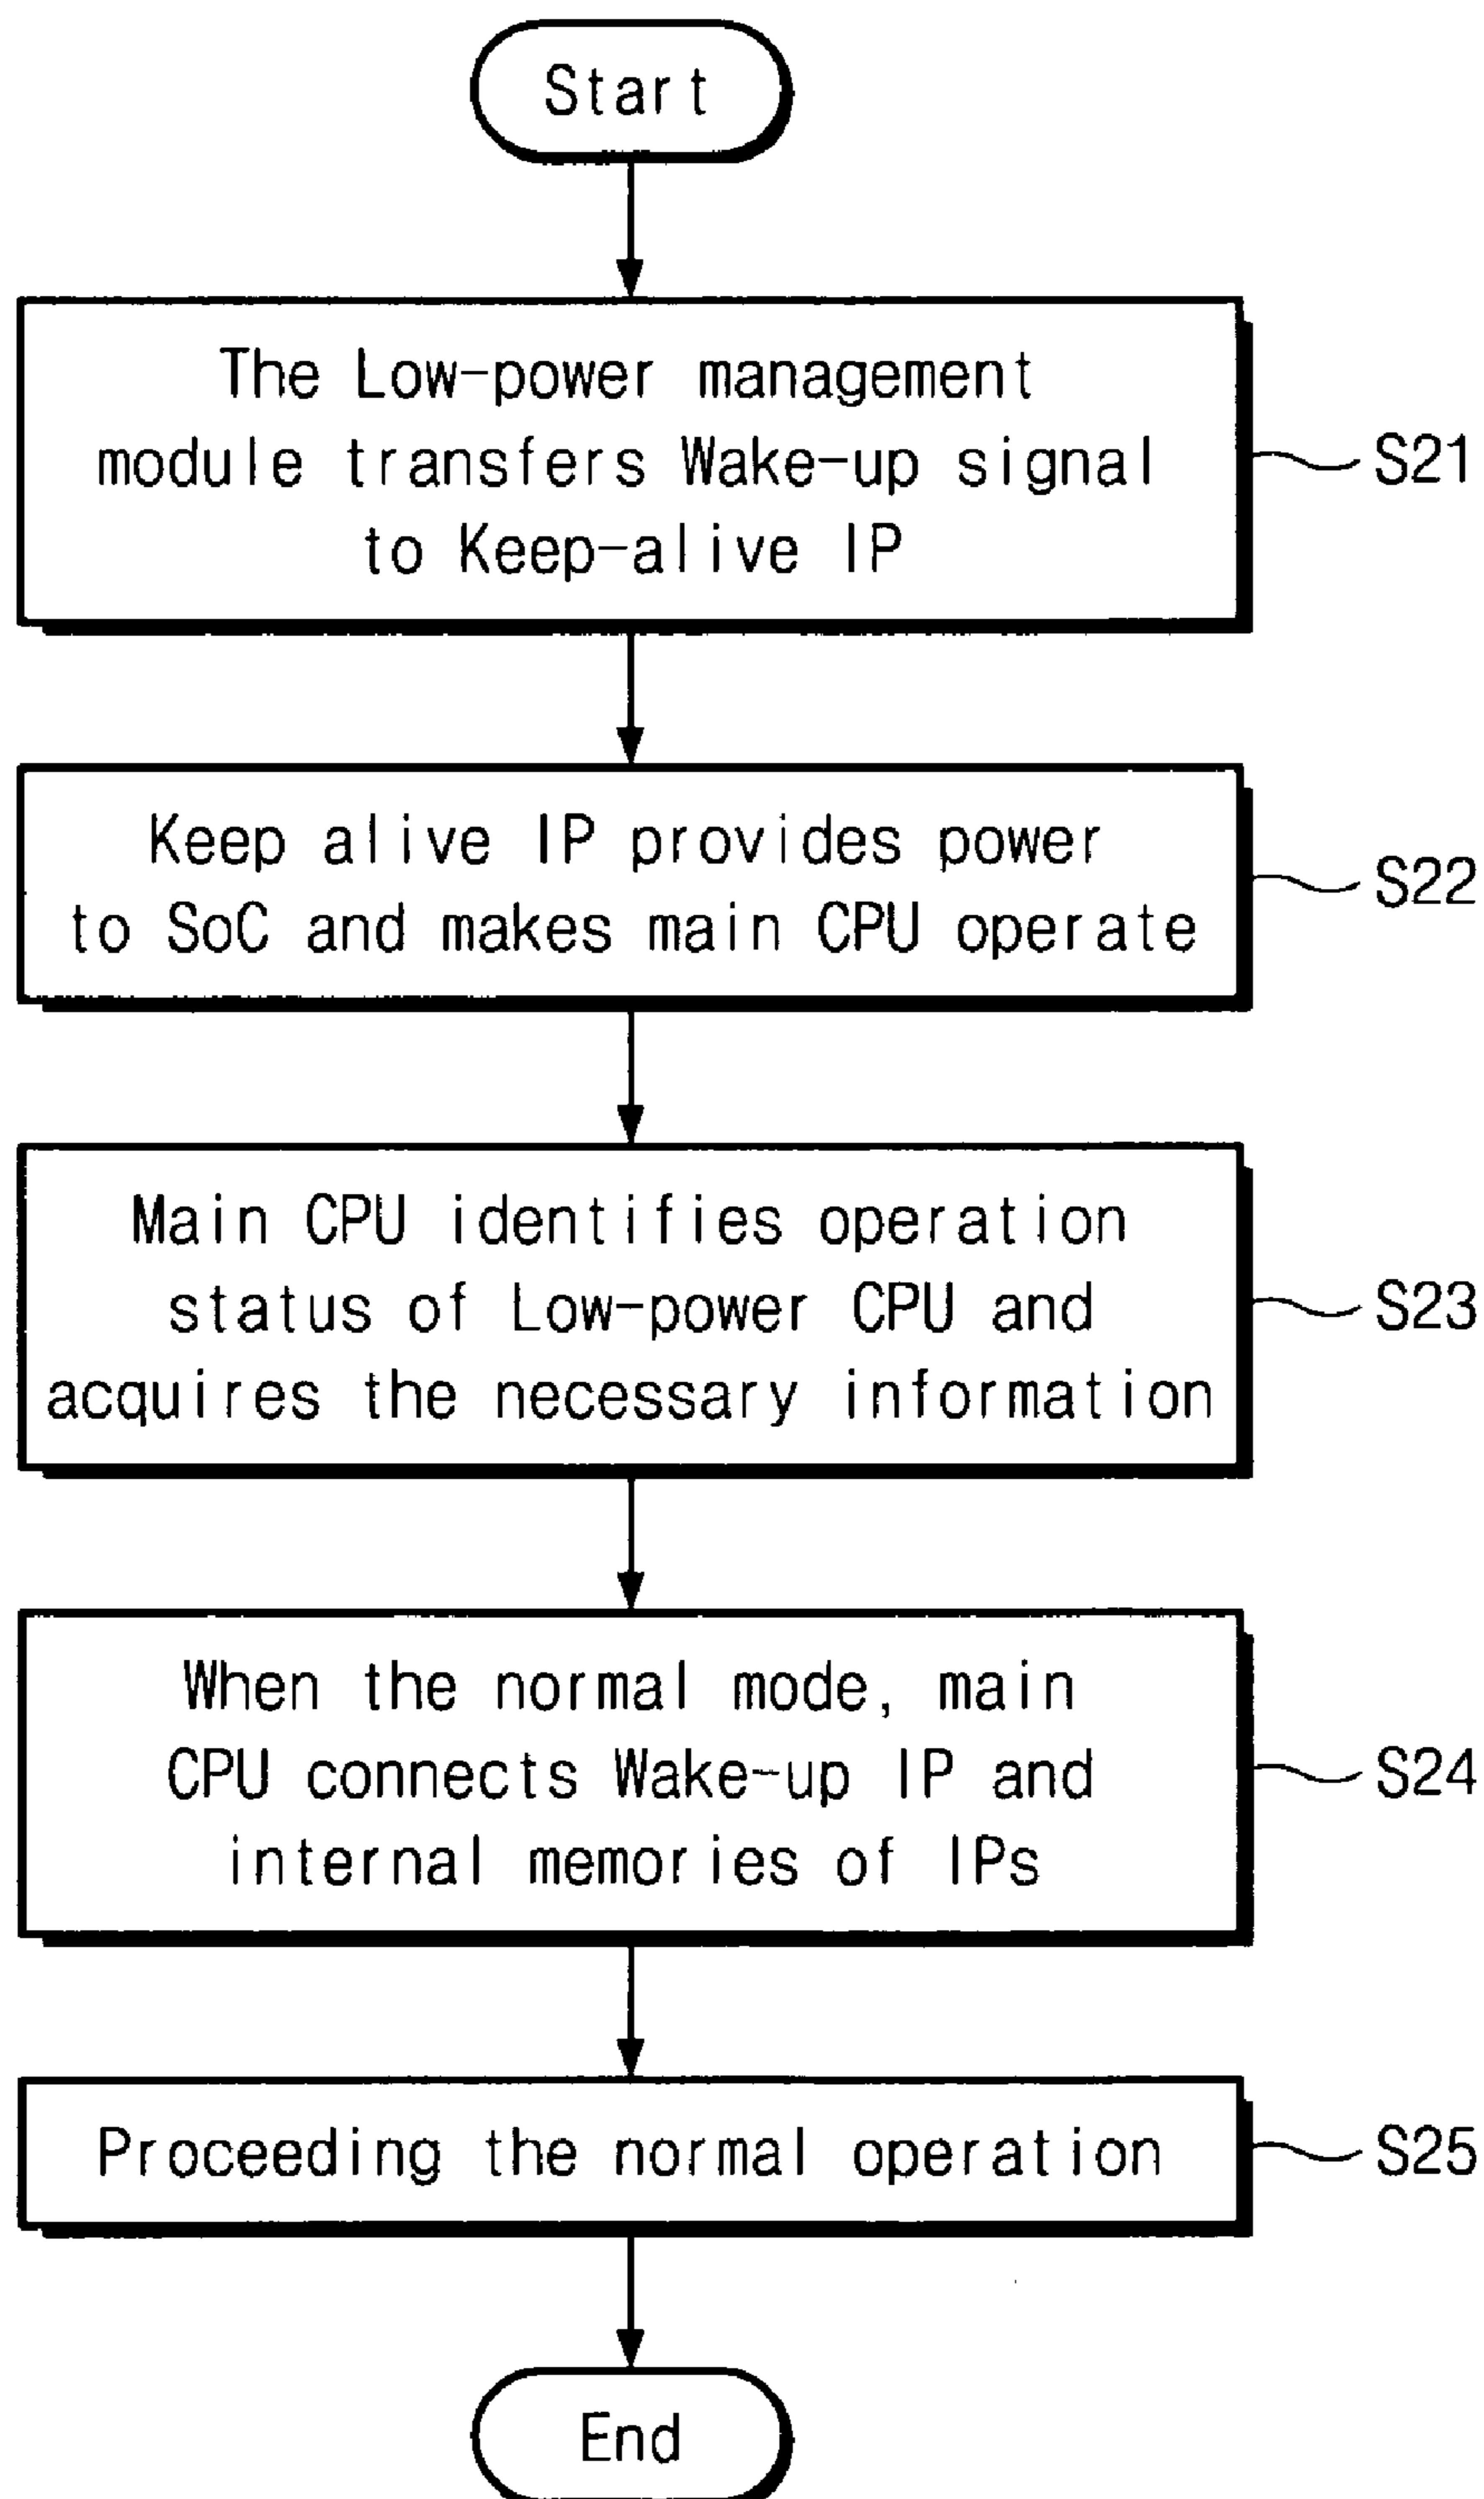 Start
The Low-power management
module transfers Wake-up signal
to Keep-alive IP
S21
Keep alive IP provides power
to SoC and makes main CPU operate
S22
Main CPU identifies operation
status of Low-power CPU and
acquires the necessary information
S23
When the normal mode, main
CPU connects Wake-up IP and
internal memories of IPs
S24
Proceeding the normal operation
S25
End